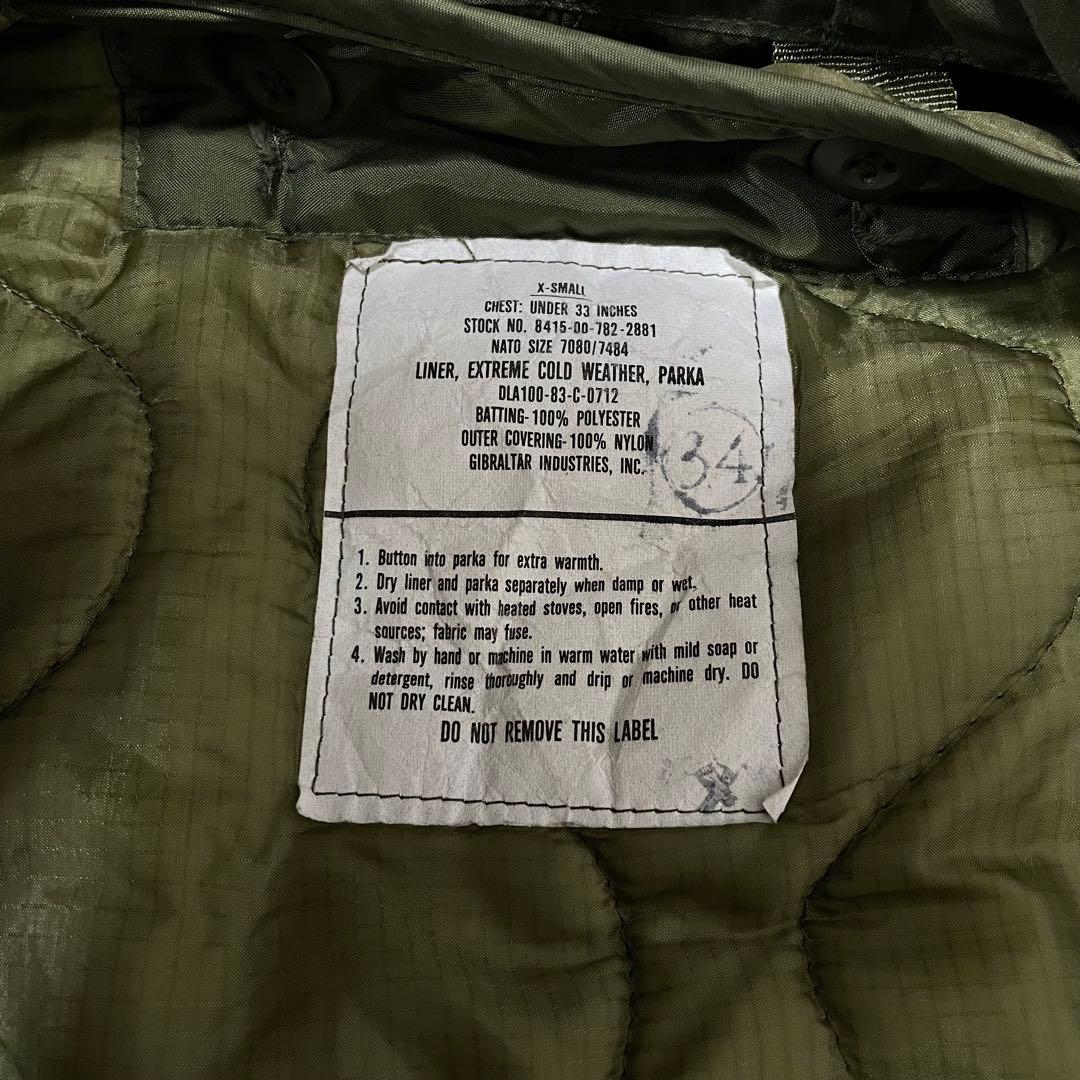 X-SMALL
CHEST: UNDER 33 INCHES
STOCK NO. 8415-00-782-2881
NATO SIZE 7080/7484
LINER, EXTREME COLD WEATHER, PARKA
DLA100-83-C-0712
BATTING-100% POLYESTER
OUTER COVERING-100% NYLON
GIBRALTAR INDUSTRIES, INC.
34
1. Button into parka for extra warmth.
2. Dry liner and parka separately when damp or wet.
3. Avoid contact with heated stoves, open fires, or other heat
sources; fabric may fuse.
4. Wash by hand or machine in warm water with mild soap or
detergent, rinse thoroughly and drip or machine dry. DO
NOT DRY CLEAN.
DO NOT REMOVE THIS LABEL